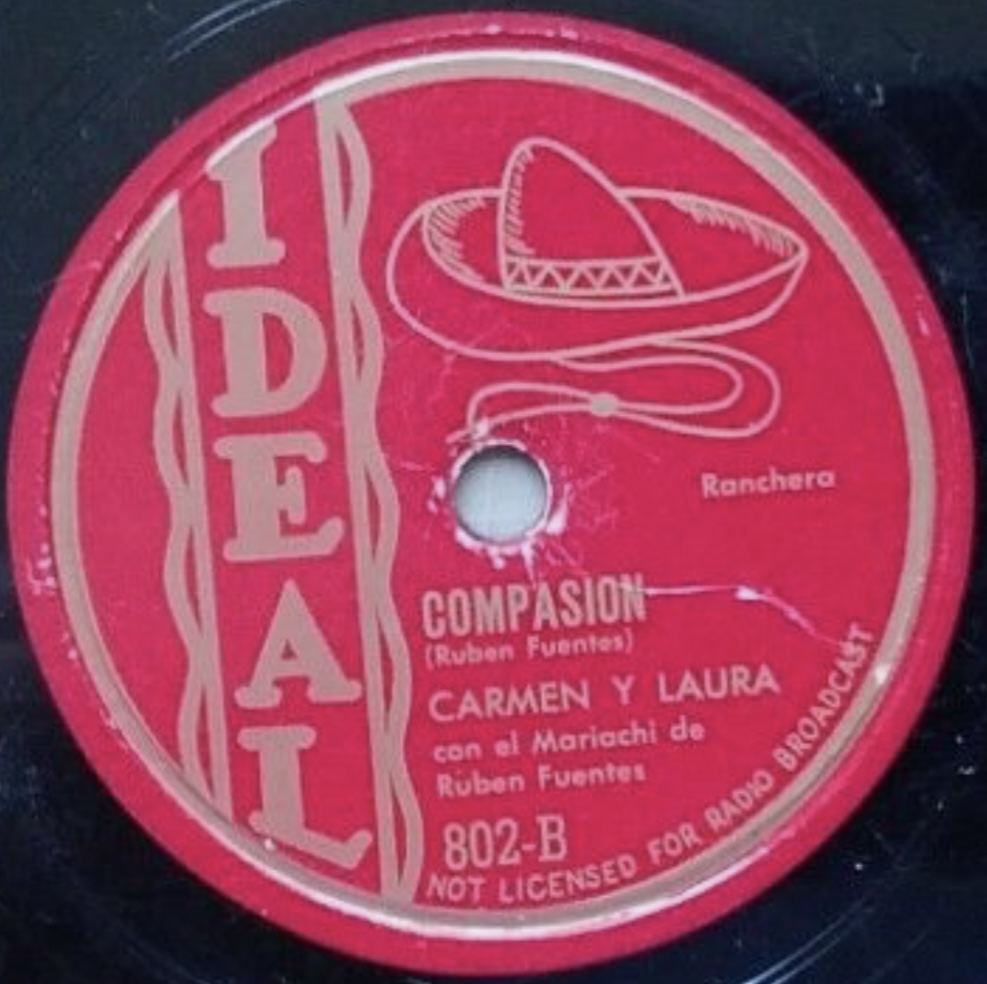 IDEAL
Ranchera
COMPASION
(Ruben Fuentes)
CARMEN Y LAURA
con el Mariachi de
Ruben Fuentes
802-B
NOT LICENSED FOR RADIO BROADCAST